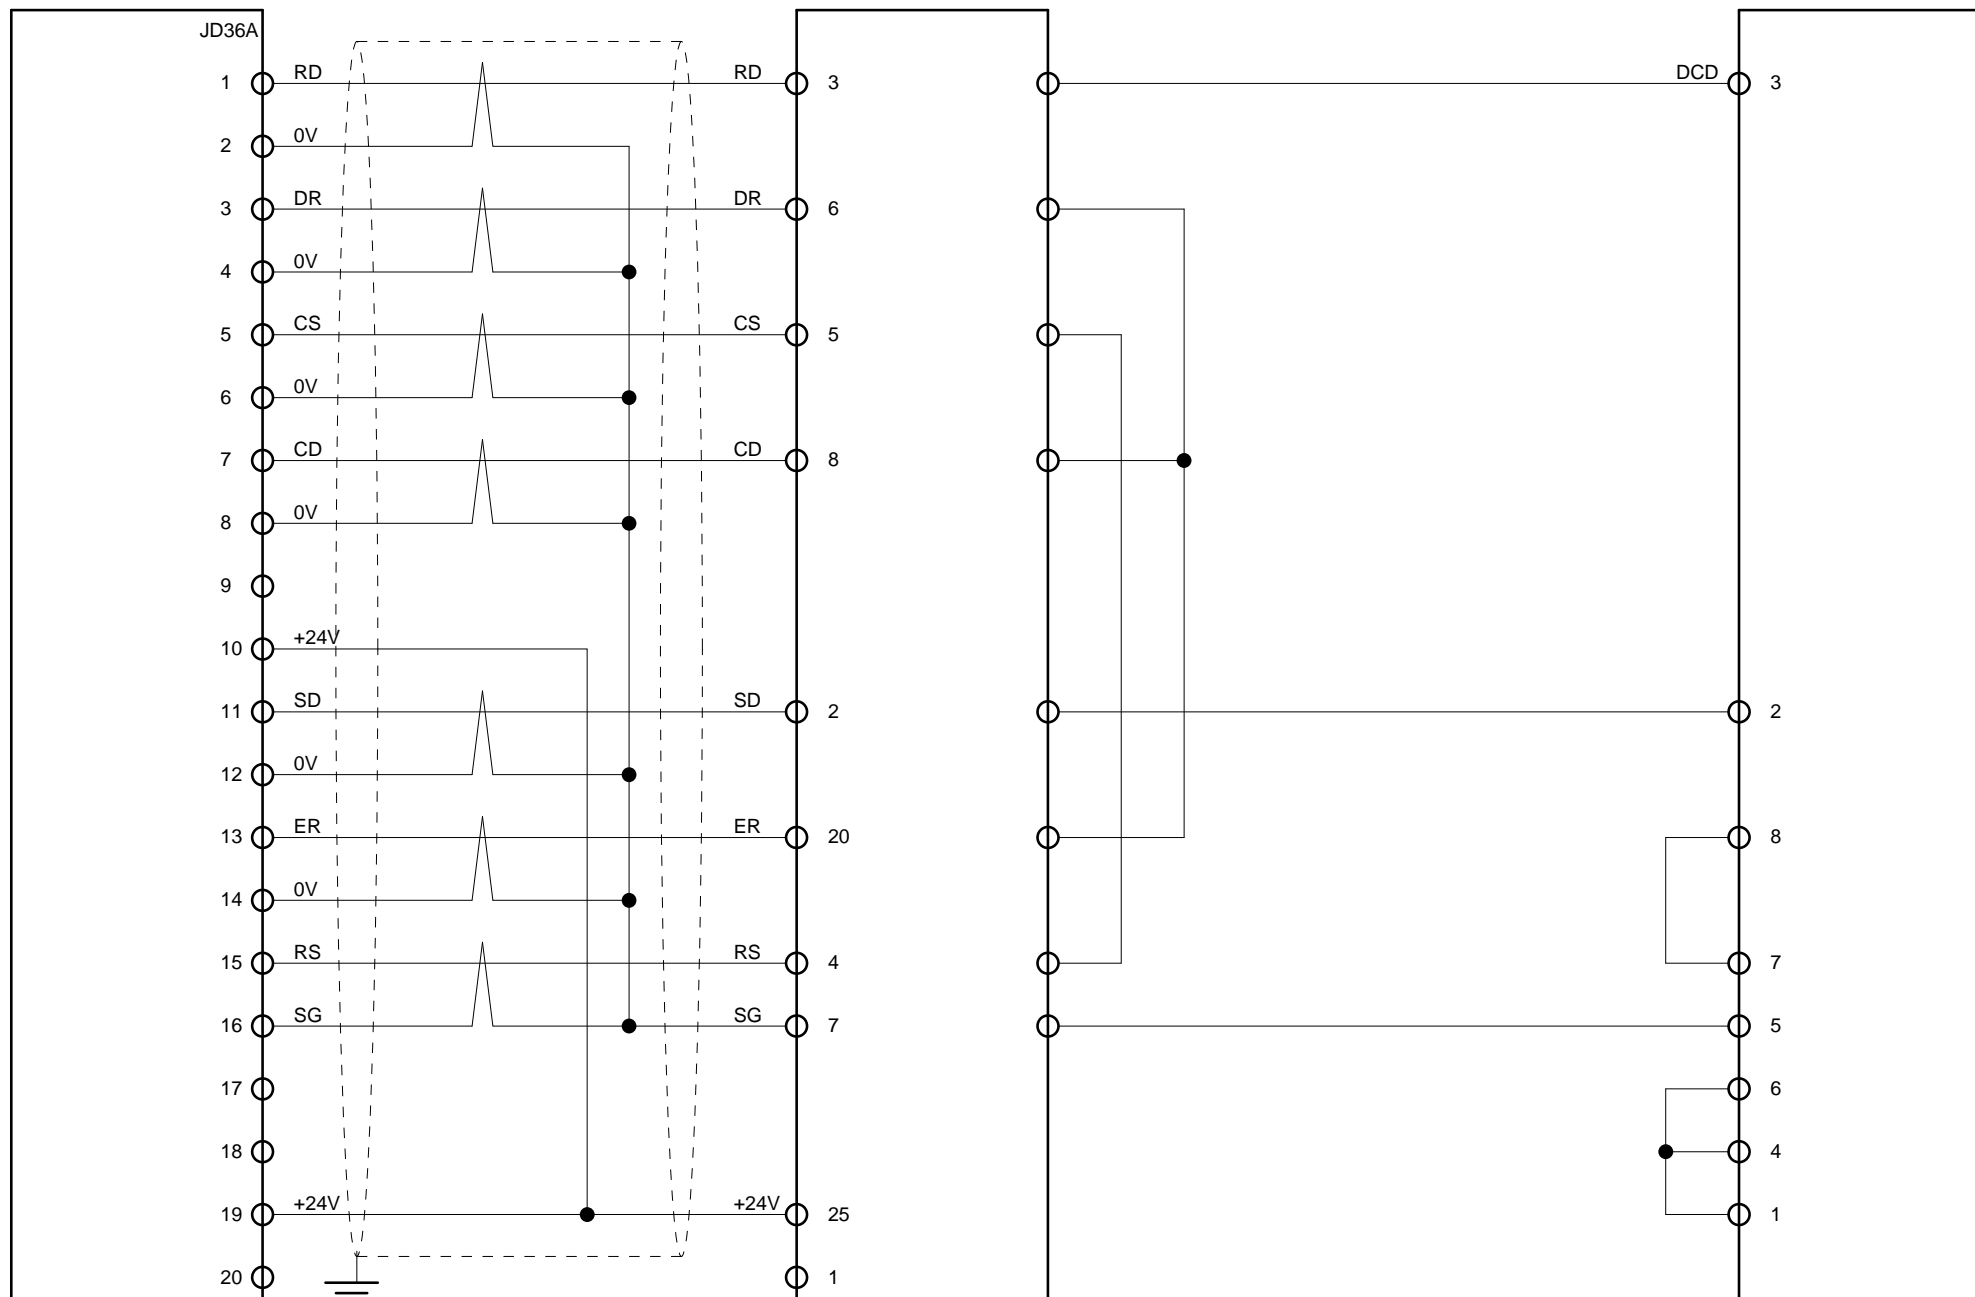 JD36A
1 RD RD 3 DCD 3
2 0V
3 DR DR 6
4 0V
5 CS CS 5
6 0V
7 CD CD 8
8 0V
9
10 +24V
11 SD SD 2 2
12 0V
13 ER ER 20 8
14 0V
15 RS RS 4 7
16 SG SG 7 5
17 6
18 4
19 +24V +24V 25 1
20 1